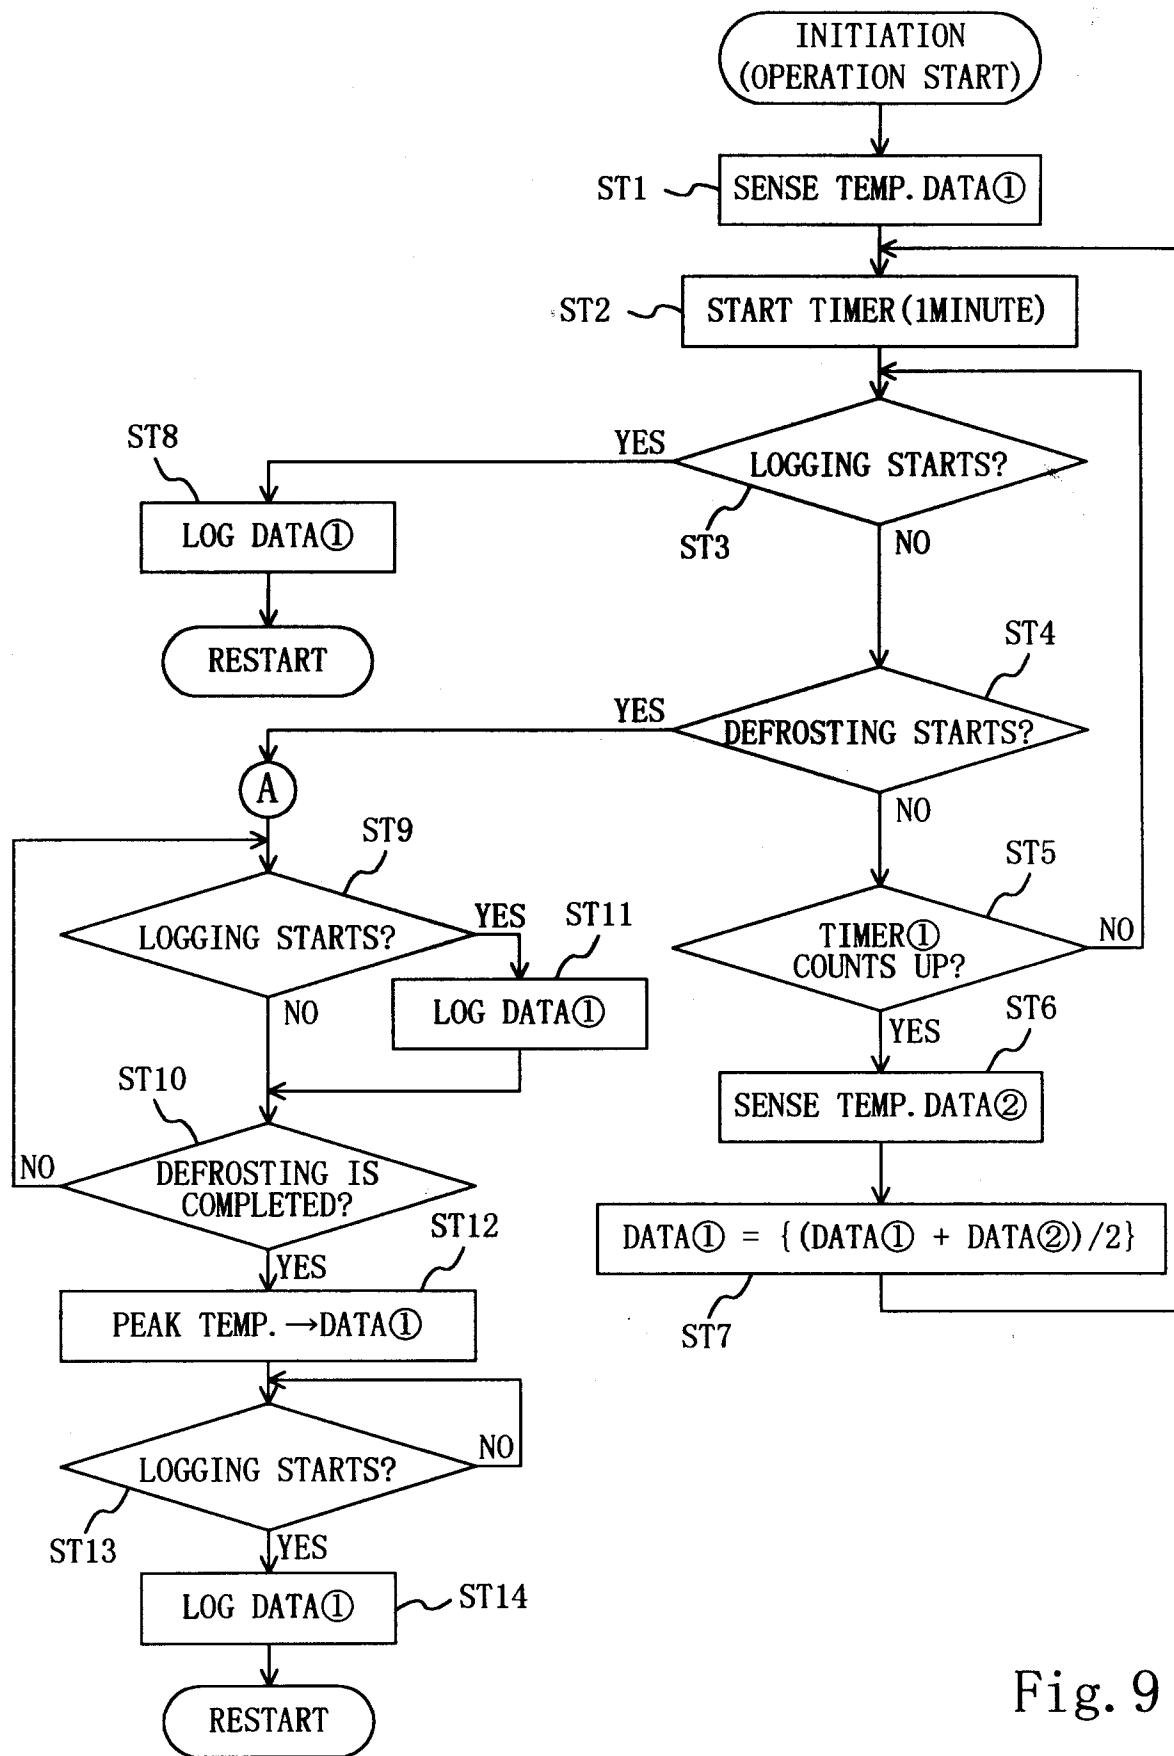 INITIATION
(OPERATION START)
ST1
SENSE TEMP. DATA①
ST2
START TIMER(1MINUTE)
ST8
YES
LOGGING STARTS?
LOG DATA①
ST3
NO
RESTART
ST4
YES
DEFROSTING STARTS?
A
NO
ST9
ST5
LOGGING STARTS?
YES
ST11
TIMER①
COUNTS UP?
NO
NO
LOG DATA①
YES
ST6
ST10
SENSE TEMP. DATA②
NO
DEFROSTING IS
COMPLETED?
ST12
DATA① = {(DATA① + DATA②)/2}
YES
PEAK TEMP. →DATA①
ST7
NO
LOGGING STARTS?
ST13
YES
LOG DATA①
ST14
RESTART
Fig. 9